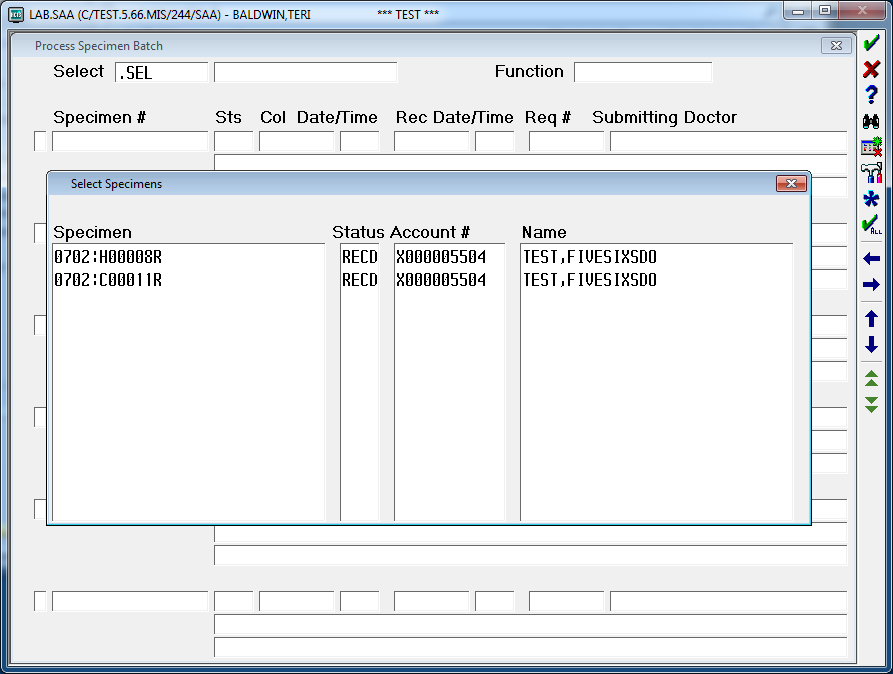 LAB.SAA (C/TEST.5.66.MIS/244/SAA) - BALDWIN,TERI *** TEST ***
Process Specimen Batch
Select .SEL Function
Specimen # Sts Col Date/Time Rec Date/Time Req # Submitting Doctor
Select Specimens
Specimen Status Account # Name
0702:H00008R RECD X000005504 TEST,FIVESIXSDO
0702:C00011R RECD X000005504 TEST,FIVESIXSDO
ALL